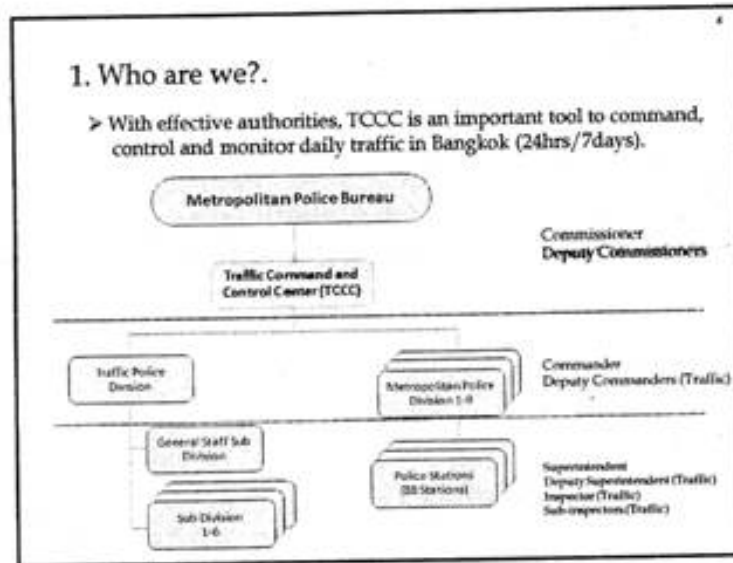 4
1. Who are we?.
➢ With effective authorities, TCCC is an important tool to command,
control and monitor daily traffic in Bangkok (24hrs/7days).
Metropolitan Police Bureau
Commissioner
Deputy Commissioners
Traffic Command and
Control Center (TCCC)
Traffic Police
Division
Metropolitan Police
Division 1-9
Commander
Deputy Commanders (Traffic)
General Staff Sub
Division
Police Stations
(88 Stations)
Superintendent
Deputy Superintendent (Traffic)
Inspector (Traffic)
Sub-inspectors (Traffic)
Sub Division
1-6